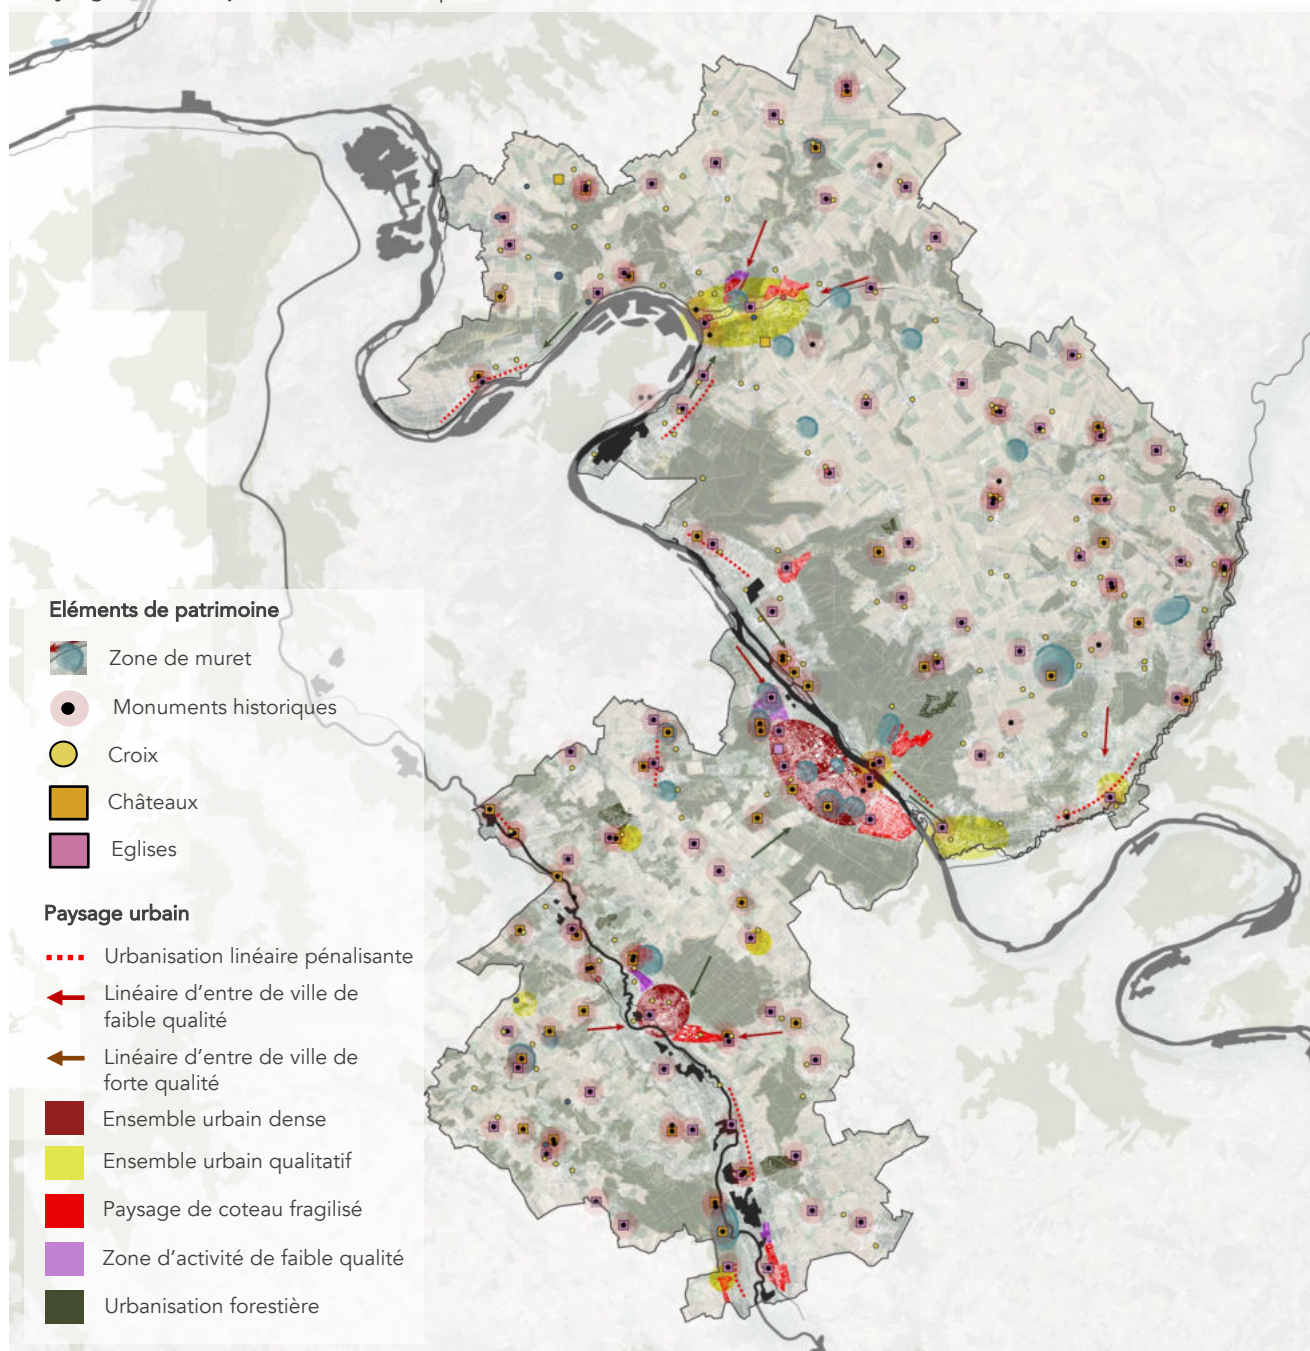 Eléments de patrimoine
Zone de muret
Monuments historiques
Croix
Châteaux
Eglises
Paysage urbain
Urbanisation linéaire pénalisante
Linéaire d'entre de ville de
faible qualité
Linéaire d'entre de ville de
forte qualité
Ensemble urbain dense
Ensemble urbain qualitatif
Paysage de coteau fragilisé
Zone d'activité de faible qualité
Urbanisation forestière